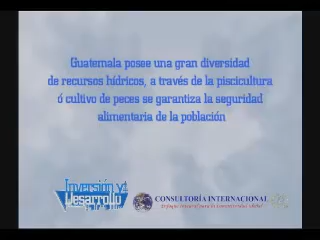 Guatemala posee una gran diversidad
de recursos hídricos, a través de la piscicultura
ó cultivo de peces se garantiza la seguridad
alimentaria de la población
Inversión y
Desarrollo
CONSULTORÍA INTERNACIONAL